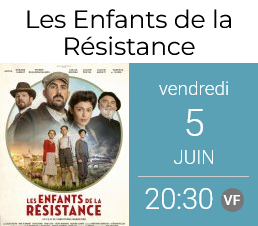 Les Enfants de la
Résistance
LES ENFANTS DE LA
RÉSISTANCE
vendredi
5
JUIN
20:30 VF